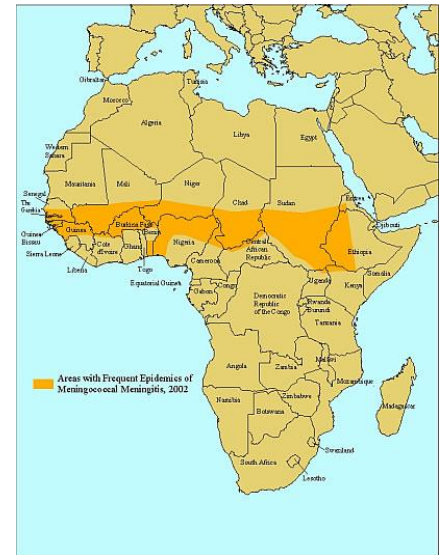 Gibraltar
Tunisia
Morocco
Algeria
Libya
Egypt
Western
Sahara
Mauritania
Mali
Niger
Chad
Sudan
Eritrea
Senegal
The
Gambia
Burkina Faso
Djibouti
Guinea
Bissau
Guinea
Benin
Nigeria
Sierra Leone
Cote
d'Ivoire
Ghana
Central
African
Republic
Ethiopia
Cameroon
Somalia
Liberia
Togo
Equatorial Guinea
Gabon
Congo
Uganda
Kenya
Democratic
Republic
of the Congo
Rwanda
Burundi
Tanzania
Areas with Frequent Epidemics of
Meningococcal Meningitis, 2002
Angola
Zambia
Malawi
Mozambique
Namibia
Zimbabwe
Botswana
Madagascar
Swaziland
South Africa
Lesotho